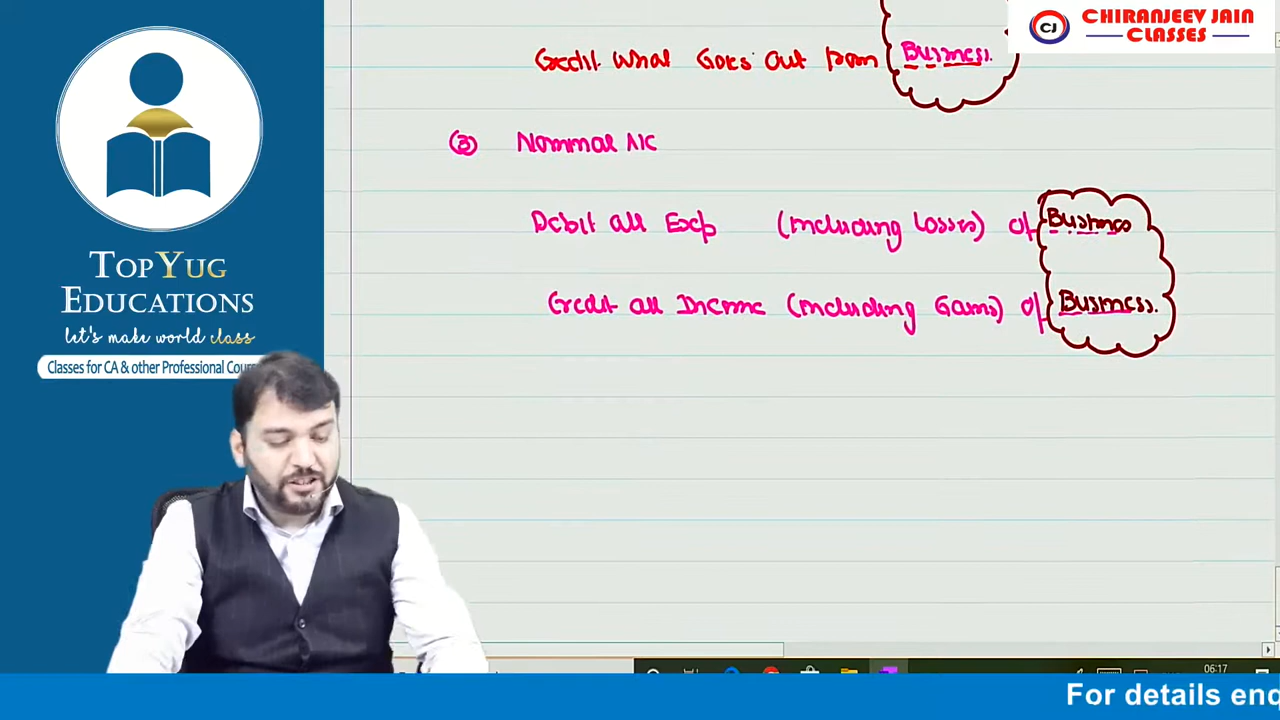 CHIRANJEEV JAIN
CLASSES
CJ
Credit What Goes Out from Business.
③ Nominal A/C
Debit all Exp (Including Losses) of Business
Credit all Income (Including Gains) of Business.
TOPYUG
EDUCATIONS
let's make world class
Classes for CA & other Professional Cour
06:17
For details enq